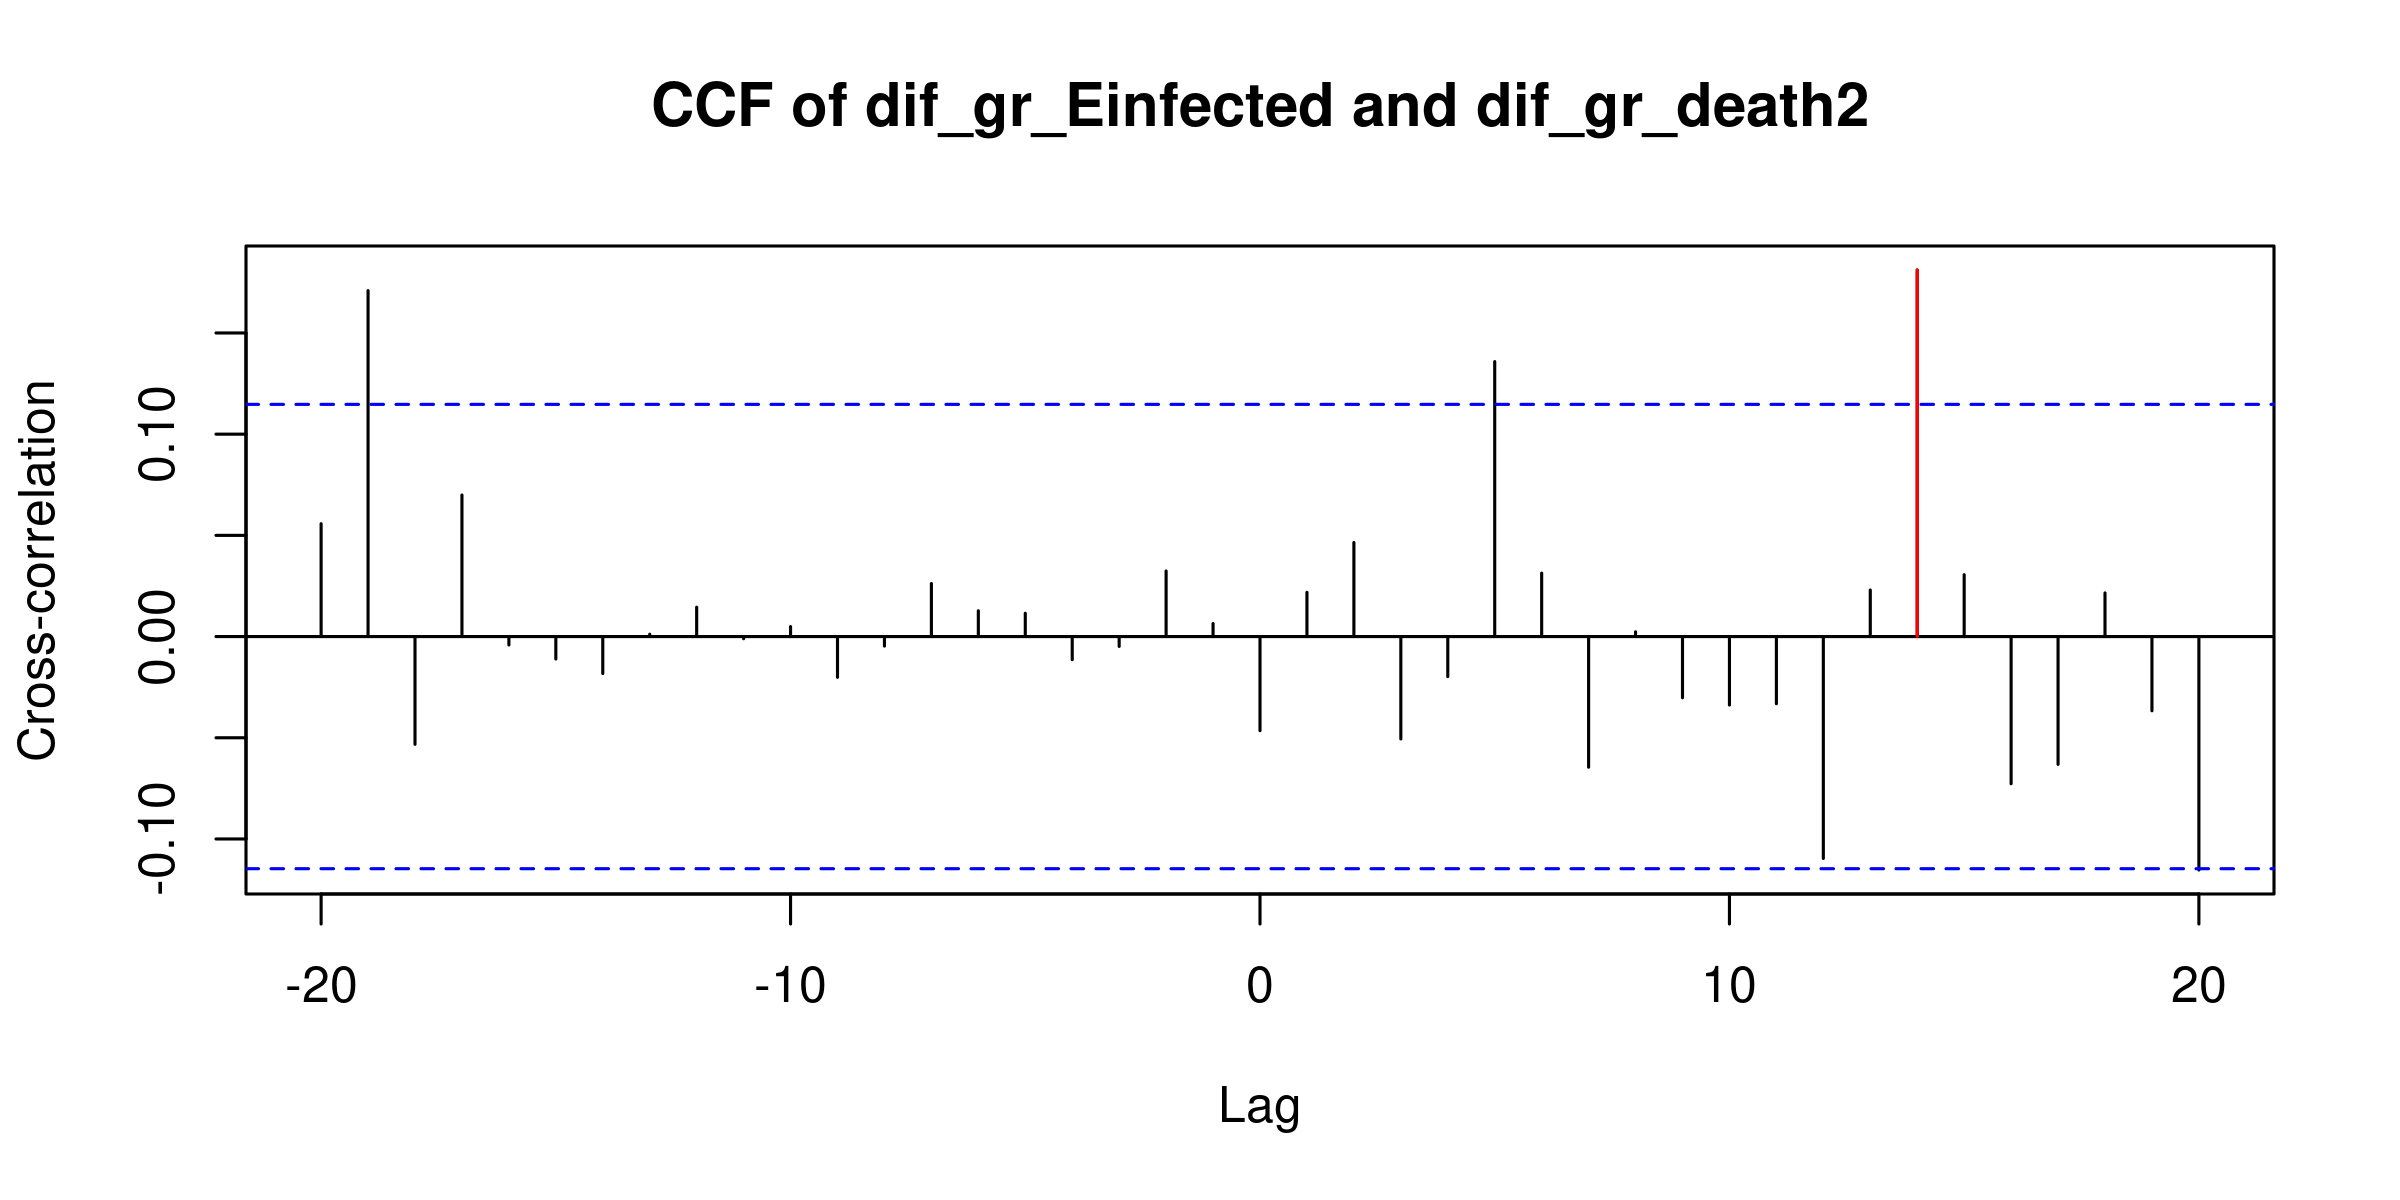 CCF of dif_gr_Einfected and dif_gr_death2
Cross-correlation
0.10
0.00
-0.10
-20 -10 0 10 20
Lag